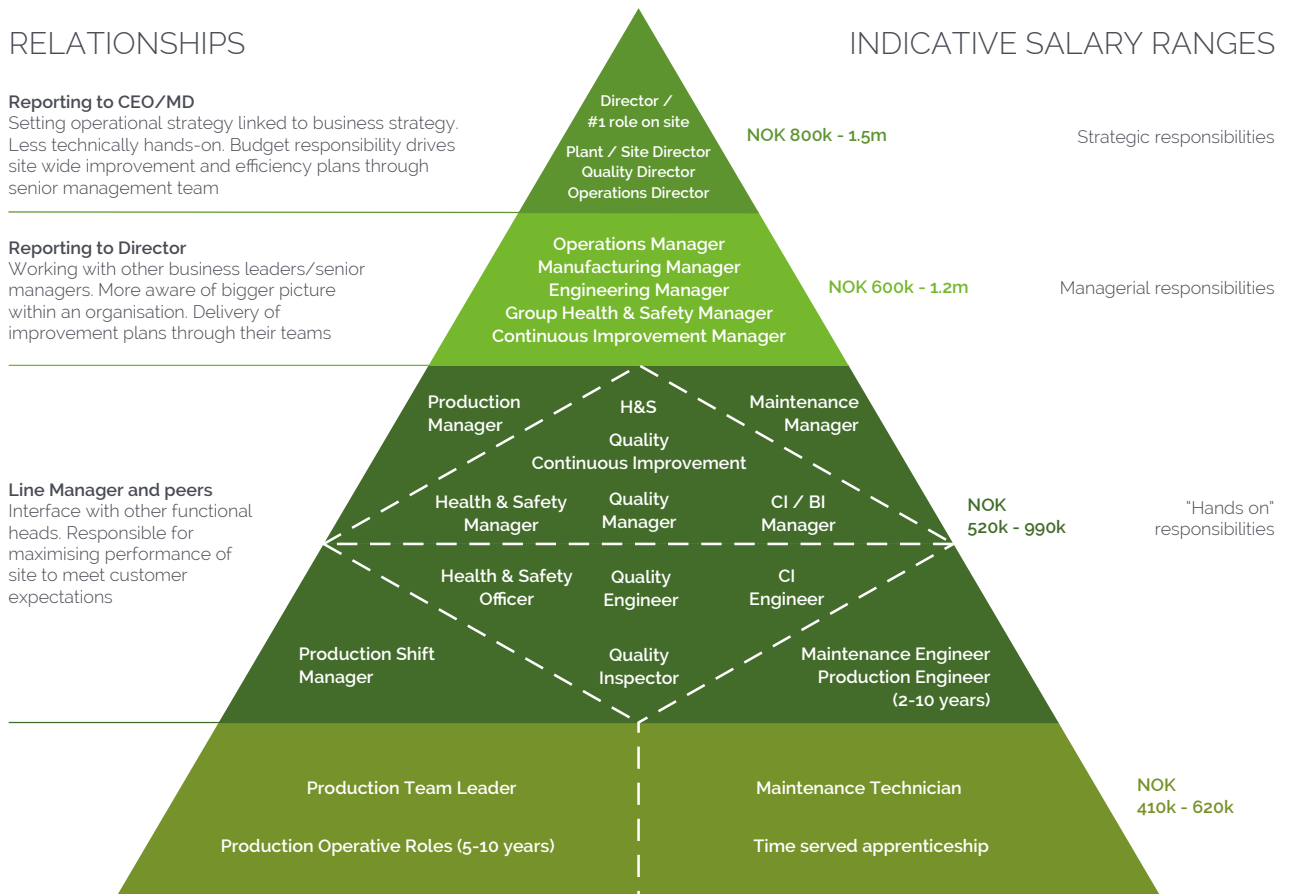 RELATIONSHIPS
INDICATIVE SALARY RANGES
Reporting to CEO/MD
Setting operational strategy linked to business strategy.
Less technically hands-on. Budget responsibility drives
site wide improvement and efficiency plans through
senior management team
Director /
#1 role on site
Plant / Site Director
Quality Director
Operations Director
NOK 800k - 1.5m
Strategic responsibilities
Reporting to Director
Working with other business leaders/senior
managers. More aware of bigger picture
within an organisation. Delivery of
improvement plans through their teams
Operations Manager
Manufacturing Manager
Engineering Manager
Group Health & Safety Manager
Continuous Improvement Manager
NOK 600k - 1.2m
Managerial responsibilities
Line Manager and peers
Interface with other functional
heads. Responsible for
maximising performance of
site to meet customer
expectations
Production
Manager
H&S
Quality
Continuous Improvement
Maintenance
Manager
Health & Safety
Manager
Quality
Manager
CI / BI
Manager
Health & Safety
Officer
Quality
Engineer
CI
Engineer
Production Shift
Manager
Quality
Inspector
Maintenance Engineer
Production Engineer
(2-10 years)
NOK
520k - 990k
"Hands on"
responsibilities
Production Team Leader
Production Operative Roles (5-10 years)
Maintenance Technician
Time served apprenticeship
NOK
410k - 620k